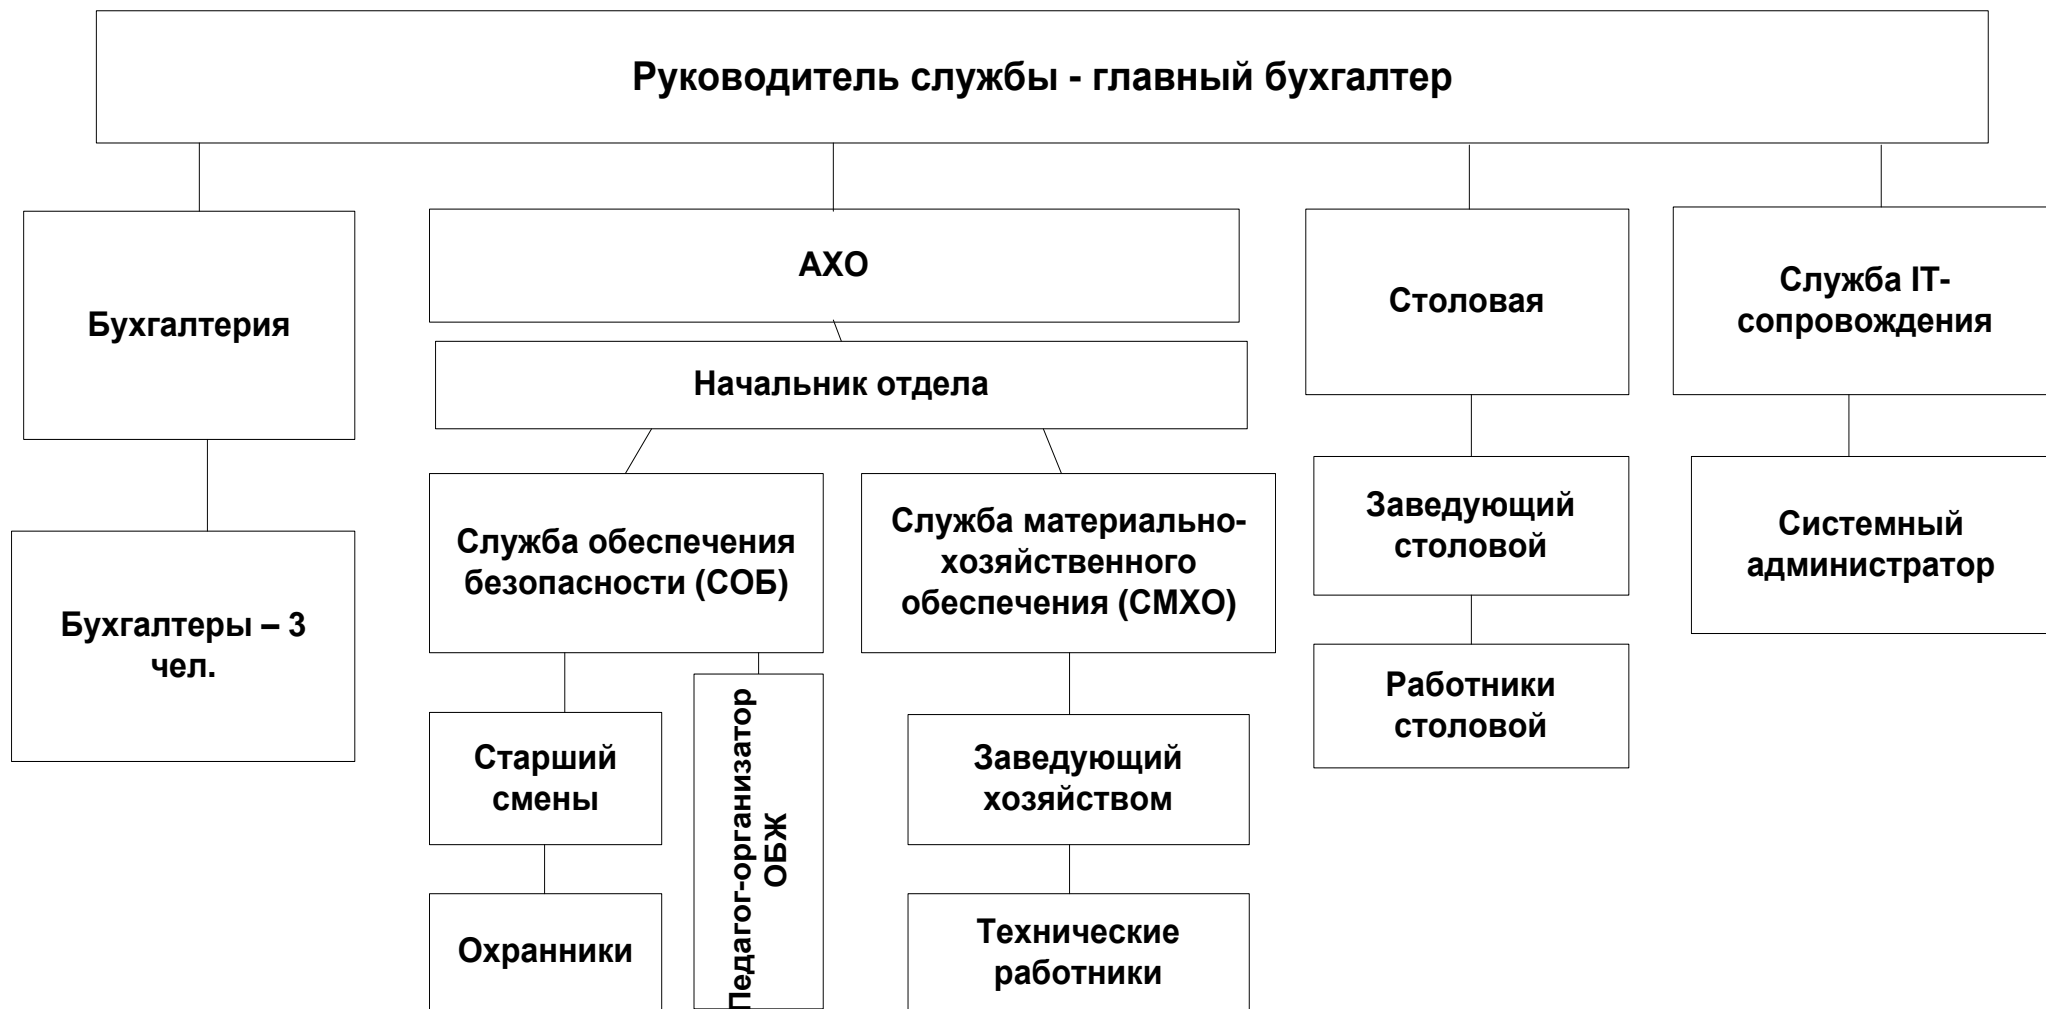 Руководитель службы - главный бухгалтер
Бухгалтерия
АХО
Столовая
Служба IT-
сопровождения
Начальник отдела
Бухгалтеры – 3
чел.
Служба обеспечения
безопасности (СОБ)
Служба материально-
хозяйственного
обеспечения (СМХО)
Заведующий
столовой
Системный
администратор
Старший
смены
Педагог-организатор
ОБЖ
Заведующий
хозяйством
Работники
столовой
Охранники
Технические
работники